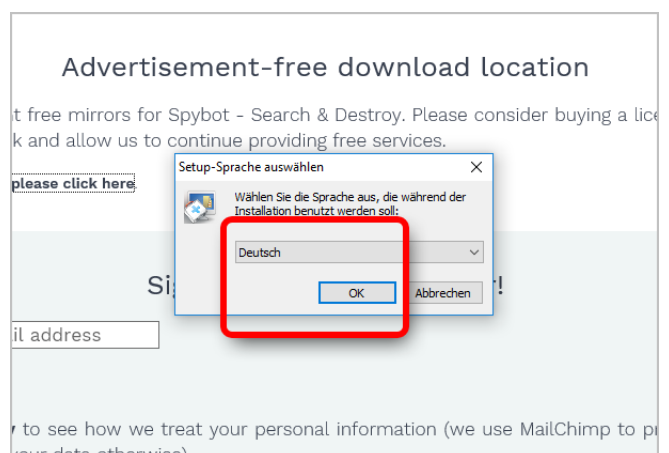 Advertisement-free download location
t free mirrors for Spybot - Search & Destroy. Please consider buying a lice
k and allow us to continue providing free services.
please click here.
Setup-Sprache auswählen
Wählen Sie die Sprache aus, die während der
Installation benutzt werden soll:
Deutsch
OK
Abbrechen
Si
r!
il address
to see how we treat your personal information (we use MailChimp to pr
your data otherwise)